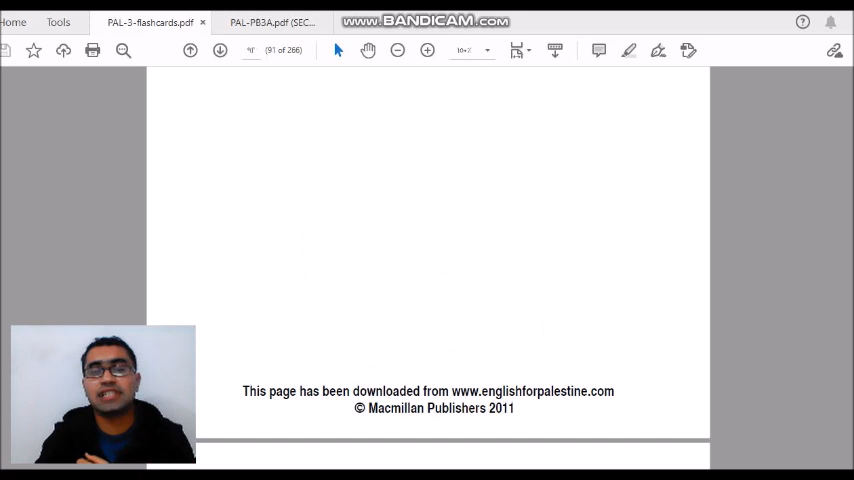 Home Tools PAL-3-flashcards.pdf × PAL-PB3A.pdf (SEC...
www.BANDICAM.com
٩١ (91 of 266)
This page has been downloaded from www.englishforpalestine.com
© Macmillan Publishers 2011